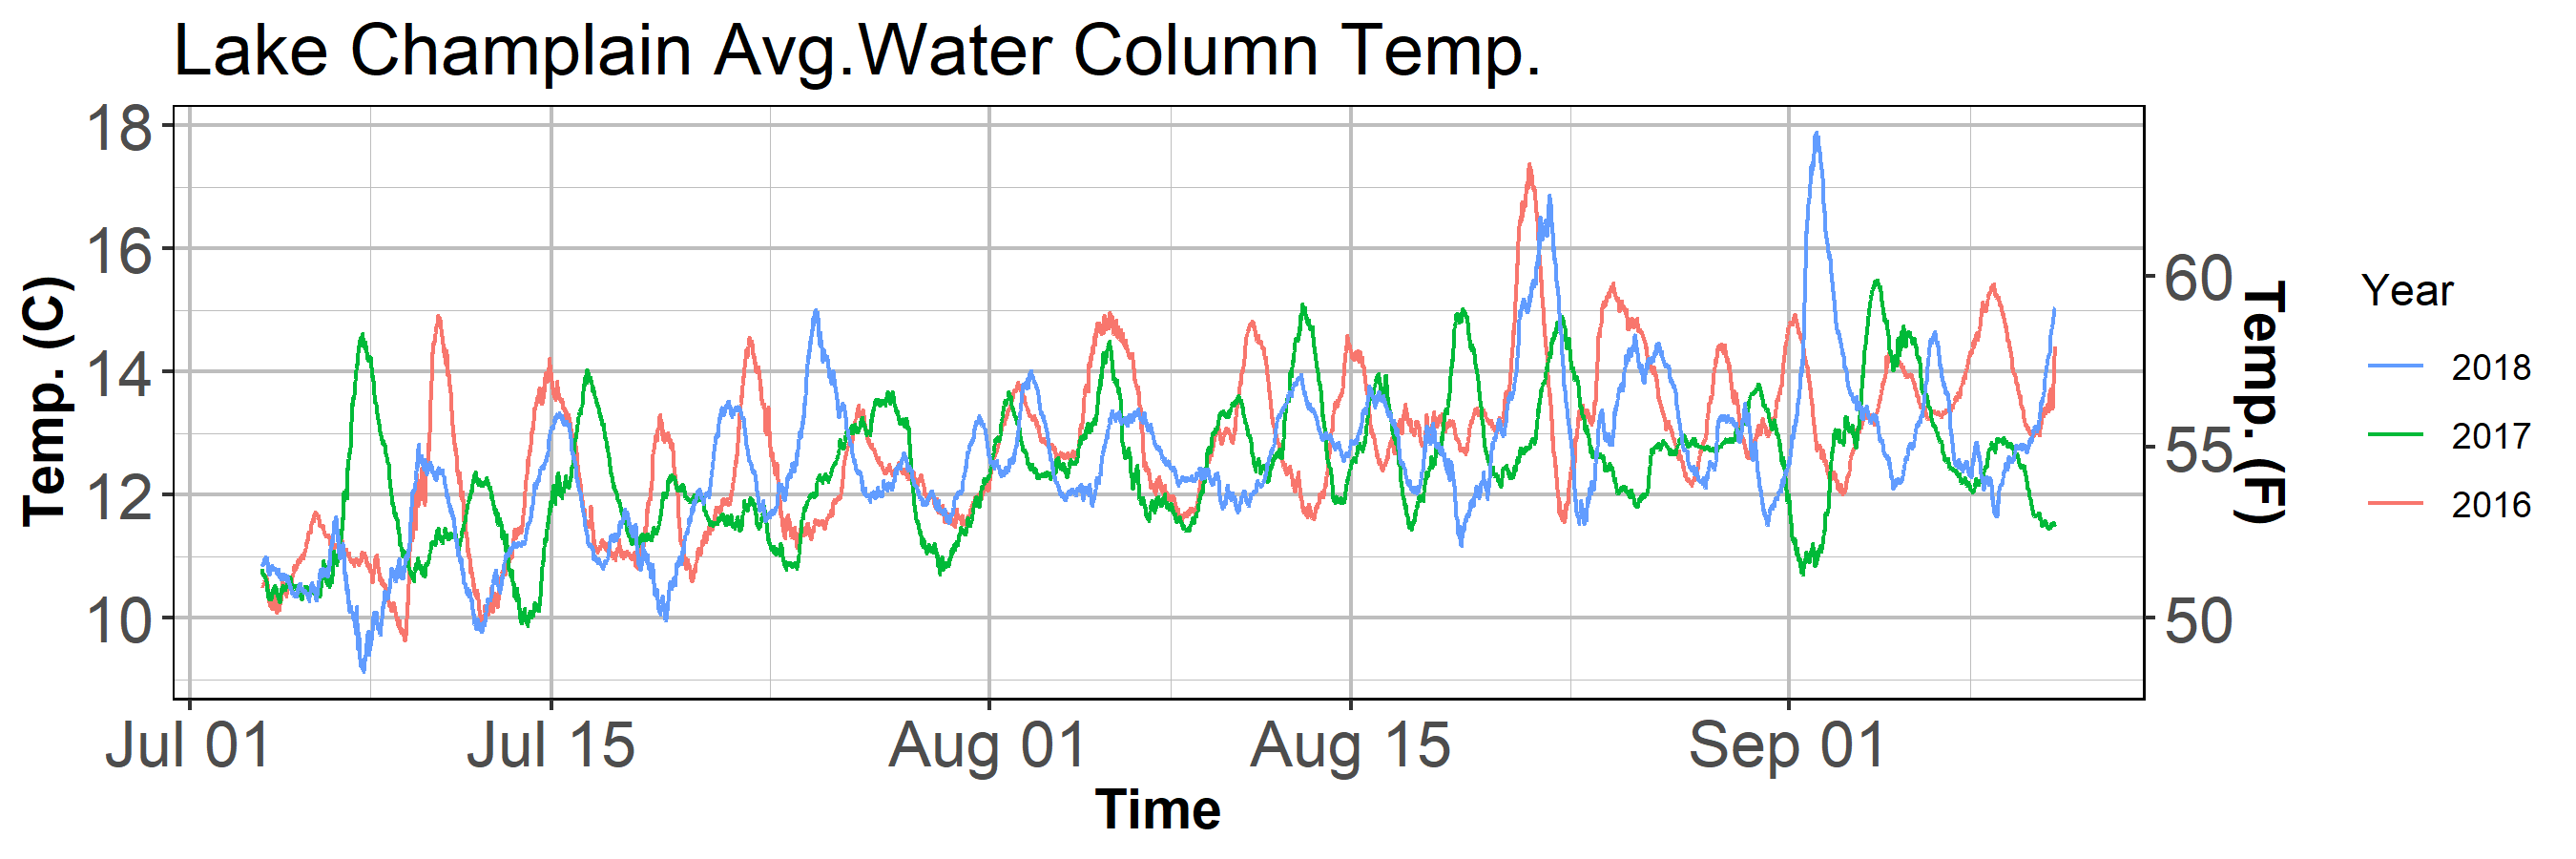 Lake Champlain Avg.Water Column Temp.
18
16
14
12
10
Temp. (C)
60
55
50
Temp. (F)
Year
2018
2017
2016
Jul 01 Jul 15 Aug 01 Aug 15 Sep 01
Time